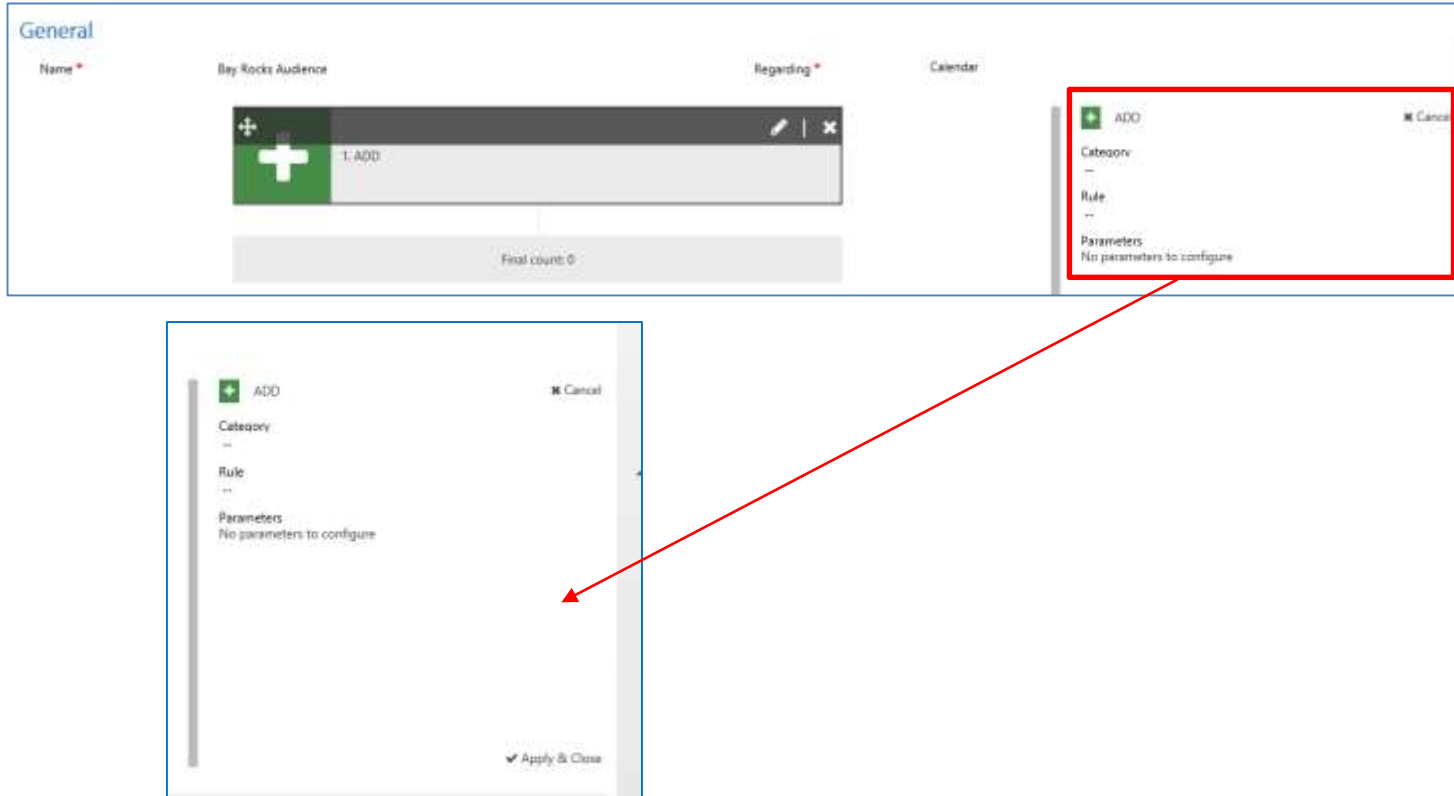 General
Name * Bay Rocks Audience Regarding * Calendar
1. ADD
Final count: 0
ADD ✖ Cancel
Category
--
Rule
--
Parameters
No parameters to configure
ADD ✖ Cancel
Category
--
Rule
--
Parameters
No parameters to configure
✔ Apply & Close